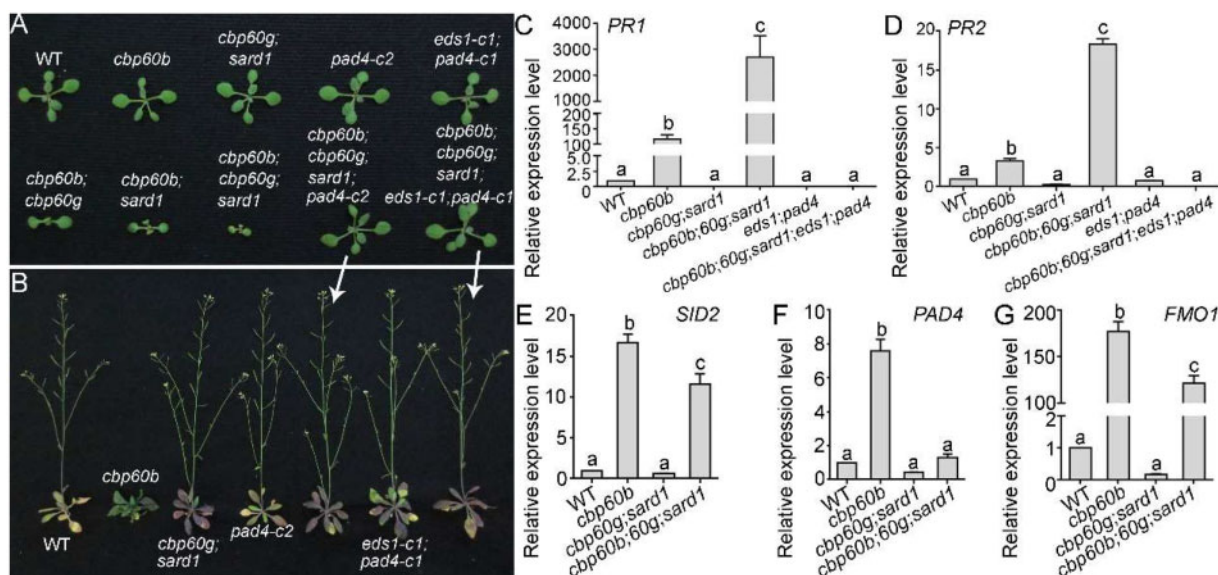 A
WT
cbp60b
cbp60g;
sard1
pad4-c2
eds1-c1;
pad4-c1
cbp60b;
cbp60g
cbp60b;
sard1
cbp60b;
cbp60g;
sard1
cbp60b;
cbp60g;
sard1;
pad4-c2
cbp60b;
cbp60g;
sard1;
eds1-c1;pad4-c1
B
WT
cbp60b
cbp60g;
sard1
pad4-c2
eds1-c1;
pad4-c1
C
PR1
Relative expression level
4000
3000
2000
1000
200
150
100
50
5.0
2.5
0
a
b
a
c
a
a
WT
cbp60b
cbp60g;sard1
cbp60b;60g;sard1
eds1;pad4
cbp60b;60g;sard1;eds1;pad4
D
PR2
Relative expression level
20
15
10
5
0
a
b
a
c
a
a
WT
cbp60b
cbp60g;sard1
cbp60b;60g;sard1
eds1;pad4
cbp60b;60g;sard1;eds1;pad4
E
SID2
Relative expression level
20
15
10
5
0
a
b
a
c
WT
cbp60b
cbp60g;sard1
cbp60b;60g;sard1
F
PAD4
Relative expression level
10
8
6
4
2
0
a
b
a
a
WT
cbp60b
cbp60g;sard1
cbp60b;60g;sard1
G
FMO1
Relative expression level
200
150
100
2
1
0
a
b
a
c
WT
cbp60b
cbp60g;sard1
cbp60b;60g;sard1